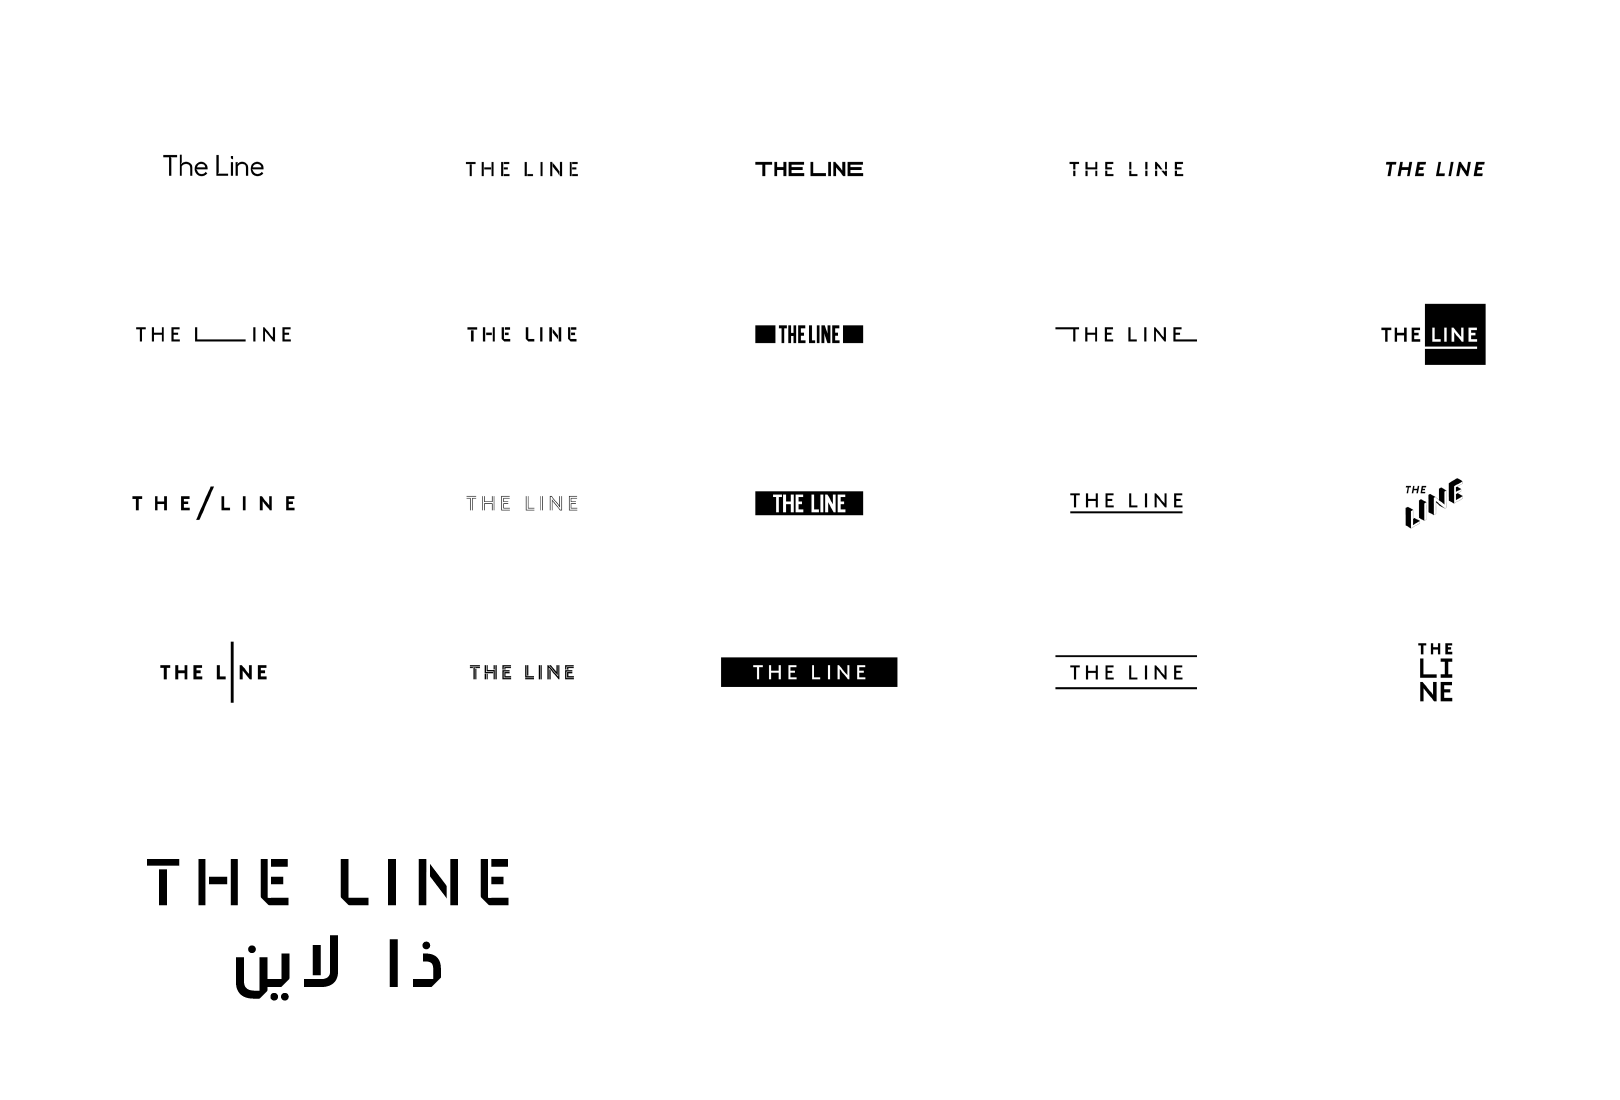 The Line THE LINE THE LINE THE LINE THE LINE
THE LINE THE LINE THE LINE THE LINE THE LINE
THE/LINE THE LINE THE LINE THE LINE THE LINE
THE LINE THE LINE THE LINE THE LINE THE
LI
NE
THE LINE
ذا لاين